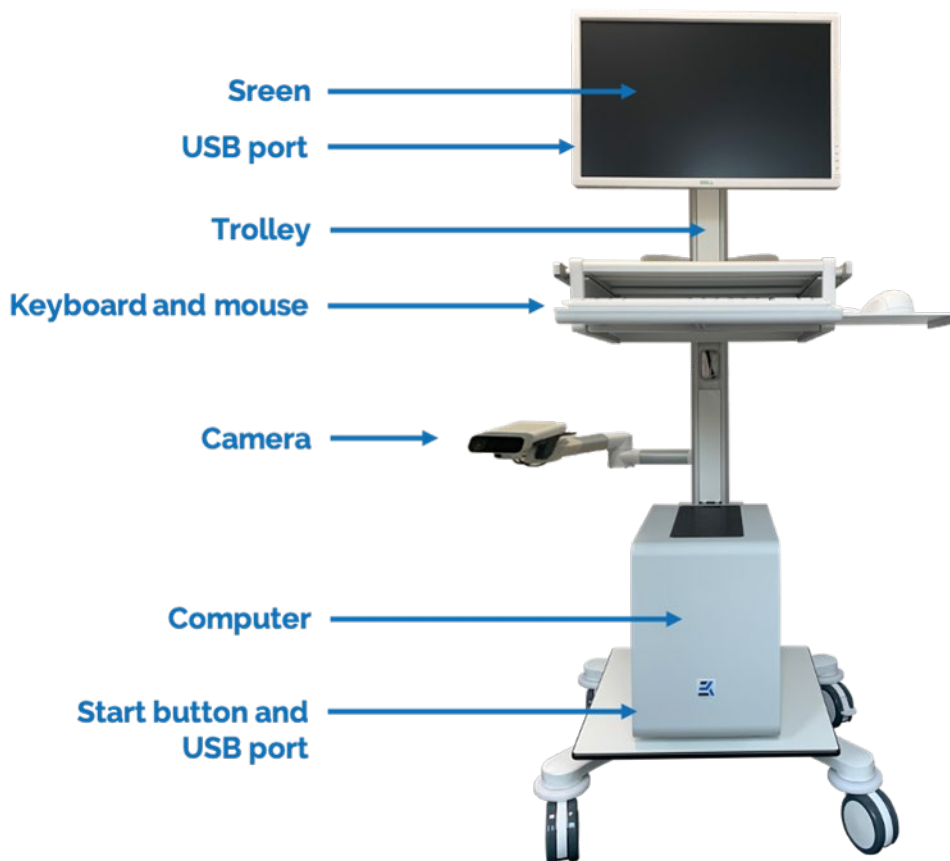 Sreen
USB port
Trolley
Keyboard and mouse
Camera
Computer
Start button and
USB port